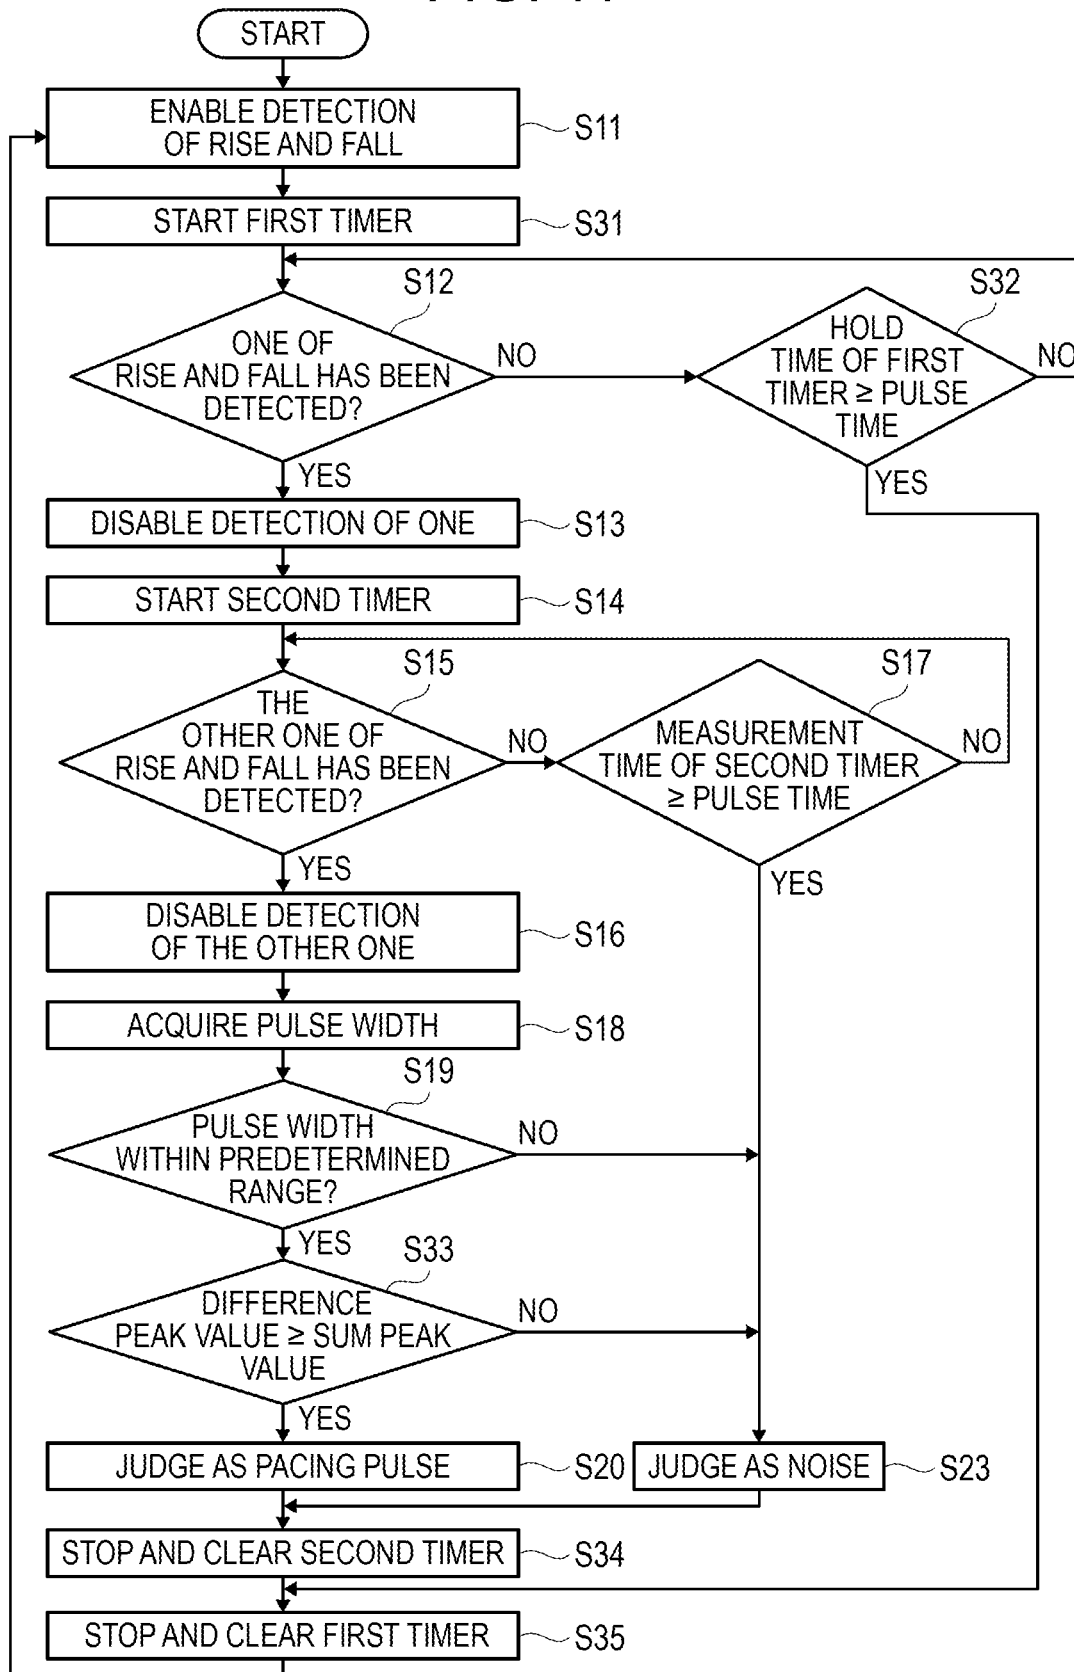 START
ENABLE DETECTION
OF RISE AND FALL
S11
START FIRST TIMER
S31
S12
ONE OF
RISE AND FALL HAS BEEN
DETECTED?
NO
YES
S32
HOLD
TIME OF FIRST
TIMER ≥ PULSE
TIME
NO
YES
DISABLE DETECTION OF ONE
S13
START SECOND TIMER
S14
S15
THE
OTHER ONE OF
RISE AND FALL HAS BEEN
DETECTED?
NO
YES
S17
MEASUREMENT
TIME OF SECOND TIMER
≥ PULSE TIME
NO
YES
DISABLE DETECTION
OF THE OTHER ONE
S16
ACQUIRE PULSE WIDTH
S18
S19
PULSE WIDTH
WITHIN PREDETERMINED
RANGE?
NO
YES
S33
DIFFERENCE
PEAK VALUE ≥ SUM PEAK
VALUE
NO
YES
JUDGE AS PACING PULSE
S20
JUDGE AS NOISE
S23
STOP AND CLEAR SECOND TIMER
S34
STOP AND CLEAR FIRST TIMER
S35